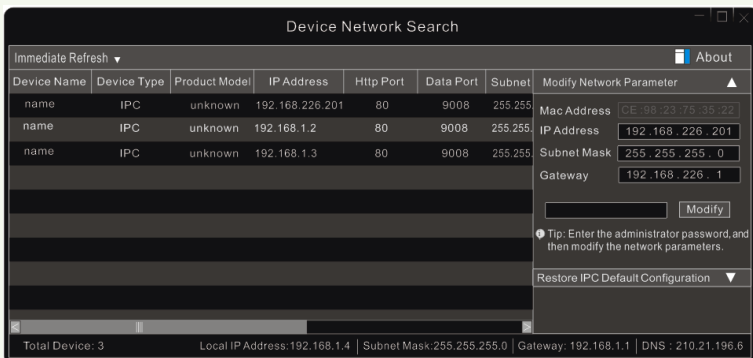 Device Network Search
Immediate Refresh
About
Device Name Device Type Product Model IP Address Http Port Data Port Subnet
name IPC unknown 192.168.226.201 80 9008 255.255.
name IPC unknown 192.168.1.2 80 9008 255.255.
name IPC unknown 192.168.1.3 80 9008 255.255.
Modify Network Parameter
Mac Address CE:98:23:75:35:22
IP Address 192.168.226.201
Subnet Mask 255.255.255.0
Gateway 192.168.226.1
Modify
Tip: Enter the administrator password, and
then modify the network parameters.
Restore IPC Default Configuration
Total Device: 3 Local IP Address:192.168.1.4 Subnet Mask:255.255.255.0 Gateway: 192.168.1.1 DNS : 210.21.196.6